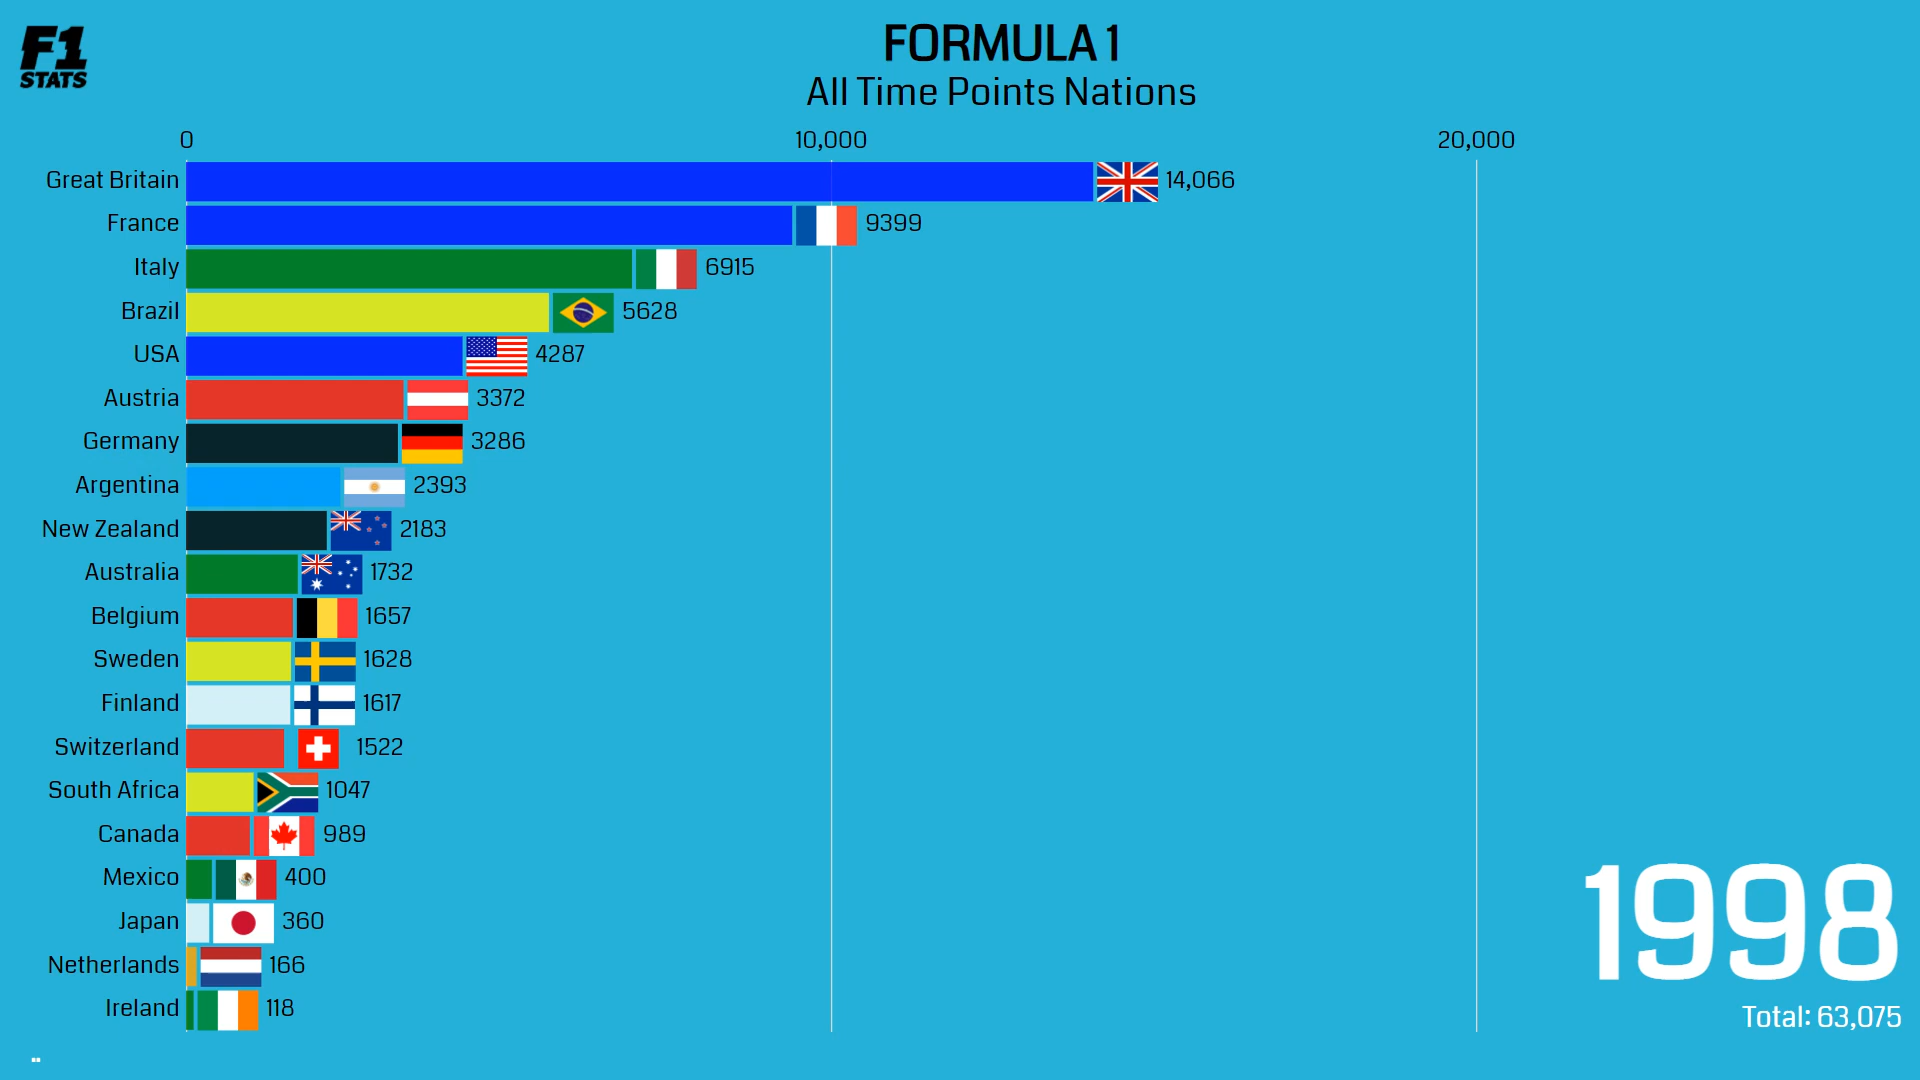 F1
STATS
FORMULA 1
All Time Points Nations
0 10,000 20,000
Great Britain 14,066
France 9399
Italy 6915
Brazil 5628
USA 4287
Austria 3372
Germany 3286
Argentina 2393
New Zealand 2183
Australia 1732
Belgium 1657
Sweden 1628
Finland 1617
Switzerland 1522
South Africa 1047
Canada 989
Mexico 400
Japan 360
Netherlands 166
Ireland 118
1998
Total: 63,075
..